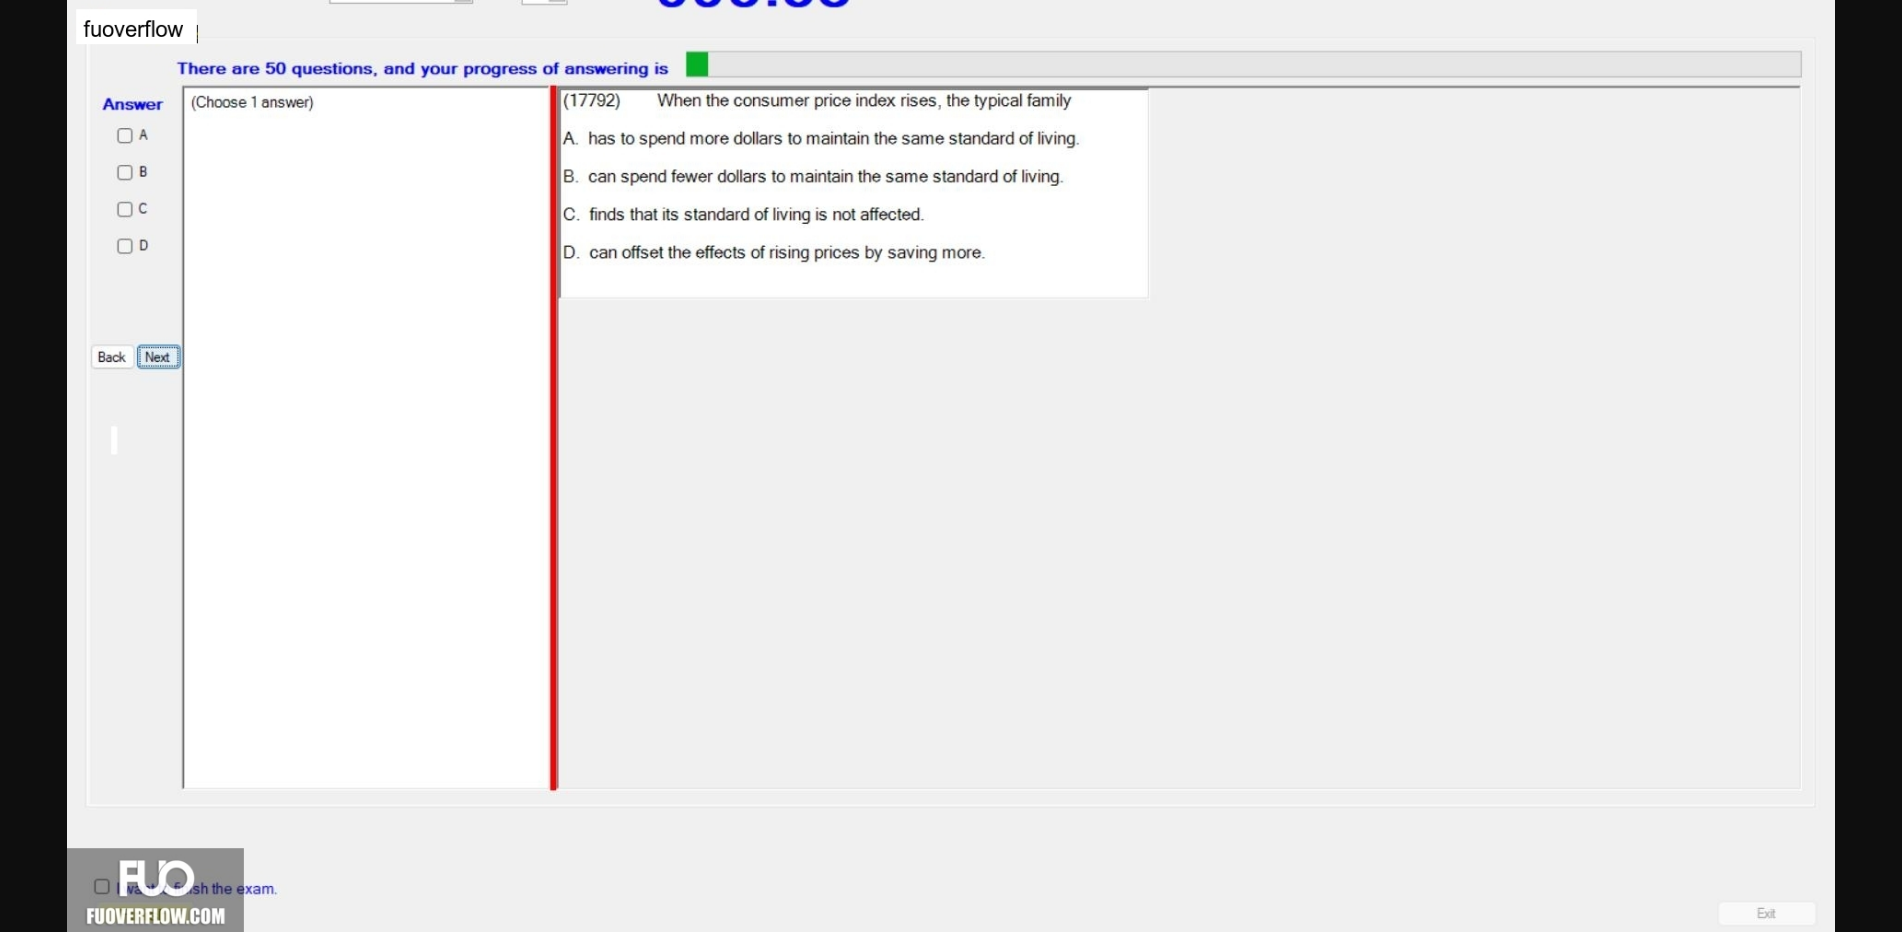 fuoverflow
There are 50 questions, and your progress of answering is
Answer
(Choose 1 answer)
A
B
C
D
Back
Next
(17792) When the consumer price index rises, the typical family
A. has to spend more dollars to maintain the same standard of living.
B. can spend fewer dollars to maintain the same standard of living.
C. finds that its standard of living is not affected.
D. can offset the effects of rising prices by saving more.
FUO
the exam.
FUOVERFLOW.COM
Exit